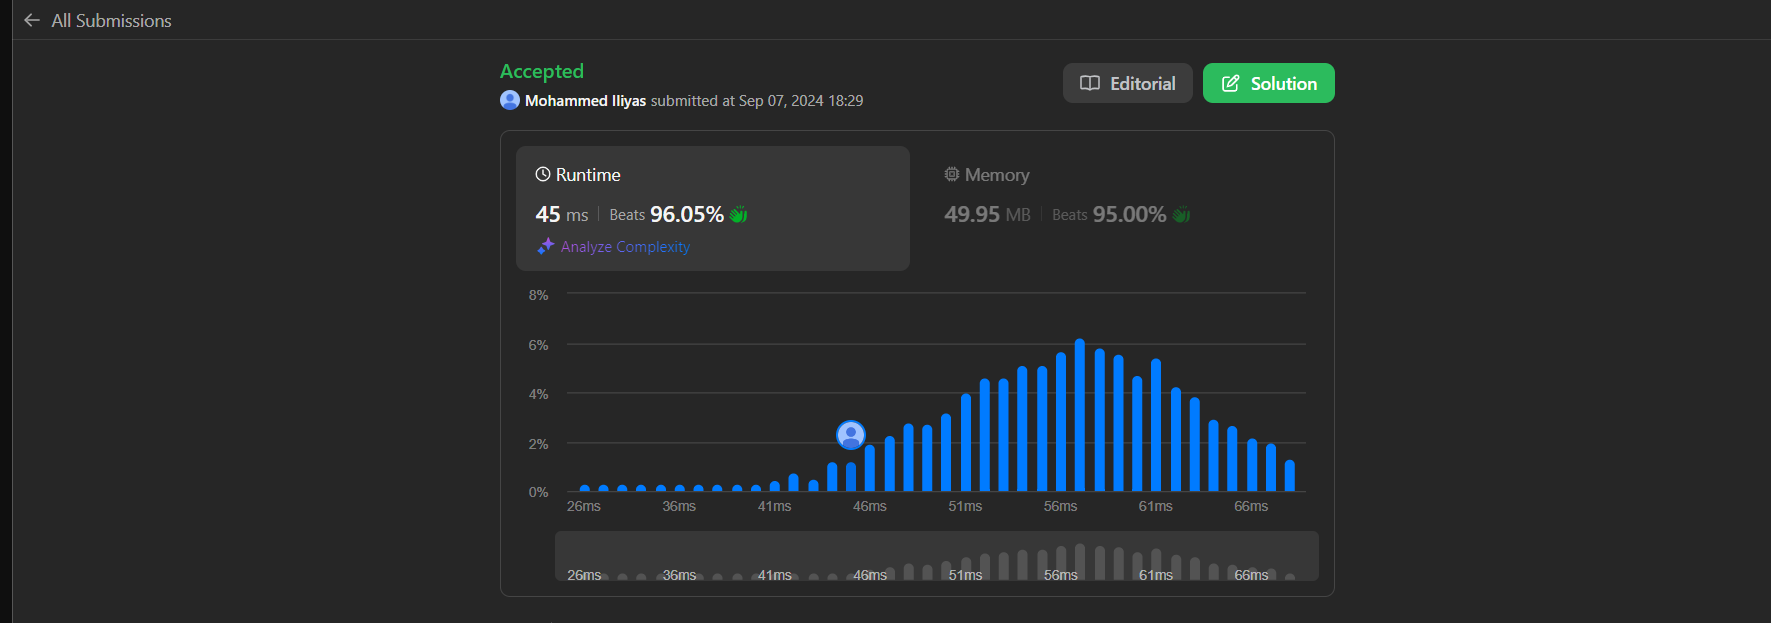 All Submissions
Accepted
Mohammed Iliyas submitted at Sep 07, 2024 18:29
Editorial
Solution
Runtime
45 ms | Beats 96.05%
Analyze Complexity
Memory
49.95 MB | Beats 95.00%
8%
6%
4%
2%
0%
26ms 36ms 41ms 46ms 51ms 56ms 61ms 66ms
26ms 36ms 41ms 46ms 51ms 56ms 61ms 66ms